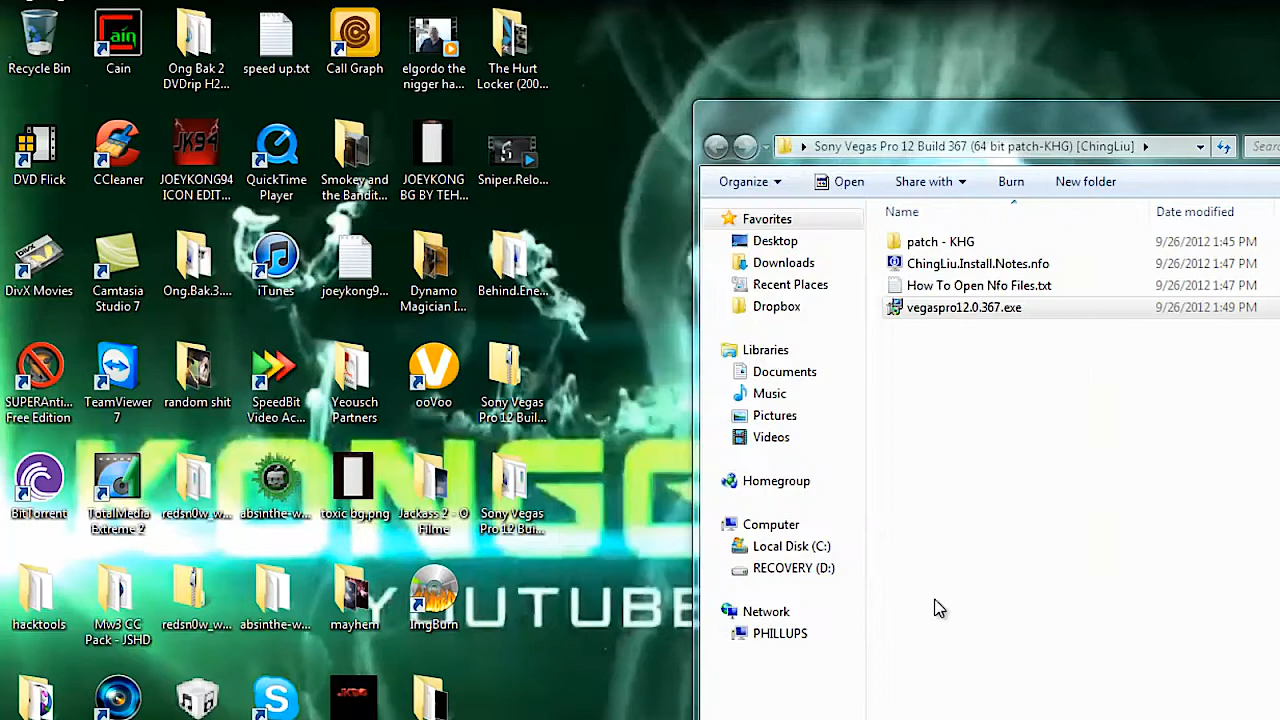 Recycle Bin
Cain
Ong Bak 2
DVDrip H2...
speed up.txt
Call Graph
elgordo the
nigger ha...
The Hurt
Locker (200...
DVD Flick
CCleaner
JK94
JOEYKONG94
ICON EDIT...
QuickTime
Player
Smokey and
the Bandit...
JOEYKONG
BG BY TEH...
Sniper.Relo...
DivX Movies
Camtasia
Studio 7
Ong.Bak.3....
iTunes
joeykong9...
Dynamo
Magician I...
Behind.Ene...
SUPERAnti...
Free Edition
TeamViewer
7
random shit
SpeedBit
Video Ac...
Yeousch
Partners
ooVoo
Sony Vegas
Pro 12 Buil...
BitTorrent
TotalMedia
Extreme 2
redsn0w_w...
absinthe-w...
toxic bg.png
Jackass 2 - O
Filme
Sony Vegas
Pro 12 Buil...
hacktools
Mw3 CC
Pack - JSHD
redsn0w_w...
absinthe-w...
mayhem
ImgBurn
KONG
YOUTUBE
Sony Vegas Pro 12 Build 367 (64 bit patch-KHG) [ChingLiu]
Sear
Organize
Open
Share with
Burn
New folder
Favorites
Desktop
Downloads
Recent Places
Dropbox
Libraries
Documents
Music
Pictures
Videos
Homegroup
Computer
Local Disk (C:)
RECOVERY (D:)
Network
PHILLUPS
Name
Date modified
patch - KHG
9/26/2012 1:45 PM
ChingLiu.Install.Notes.nfo
9/26/2012 1:47 PM
How To Open Nfo Files.txt
9/26/2012 1:47 PM
vegaspro12.0.367.exe
9/26/2012 1:49 PM